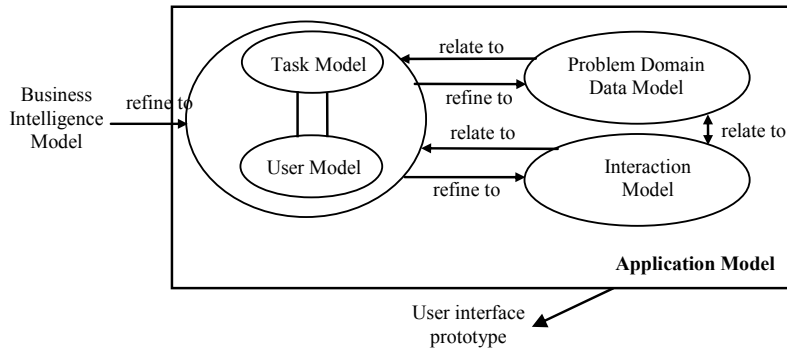 Task Model
relate to
Problem Domain
Data Model
Business
Intelligence
Model
refine to
refine to
relate to
relate to
User Model
Interaction
Model
refine to
Application Model
User interface
prototype